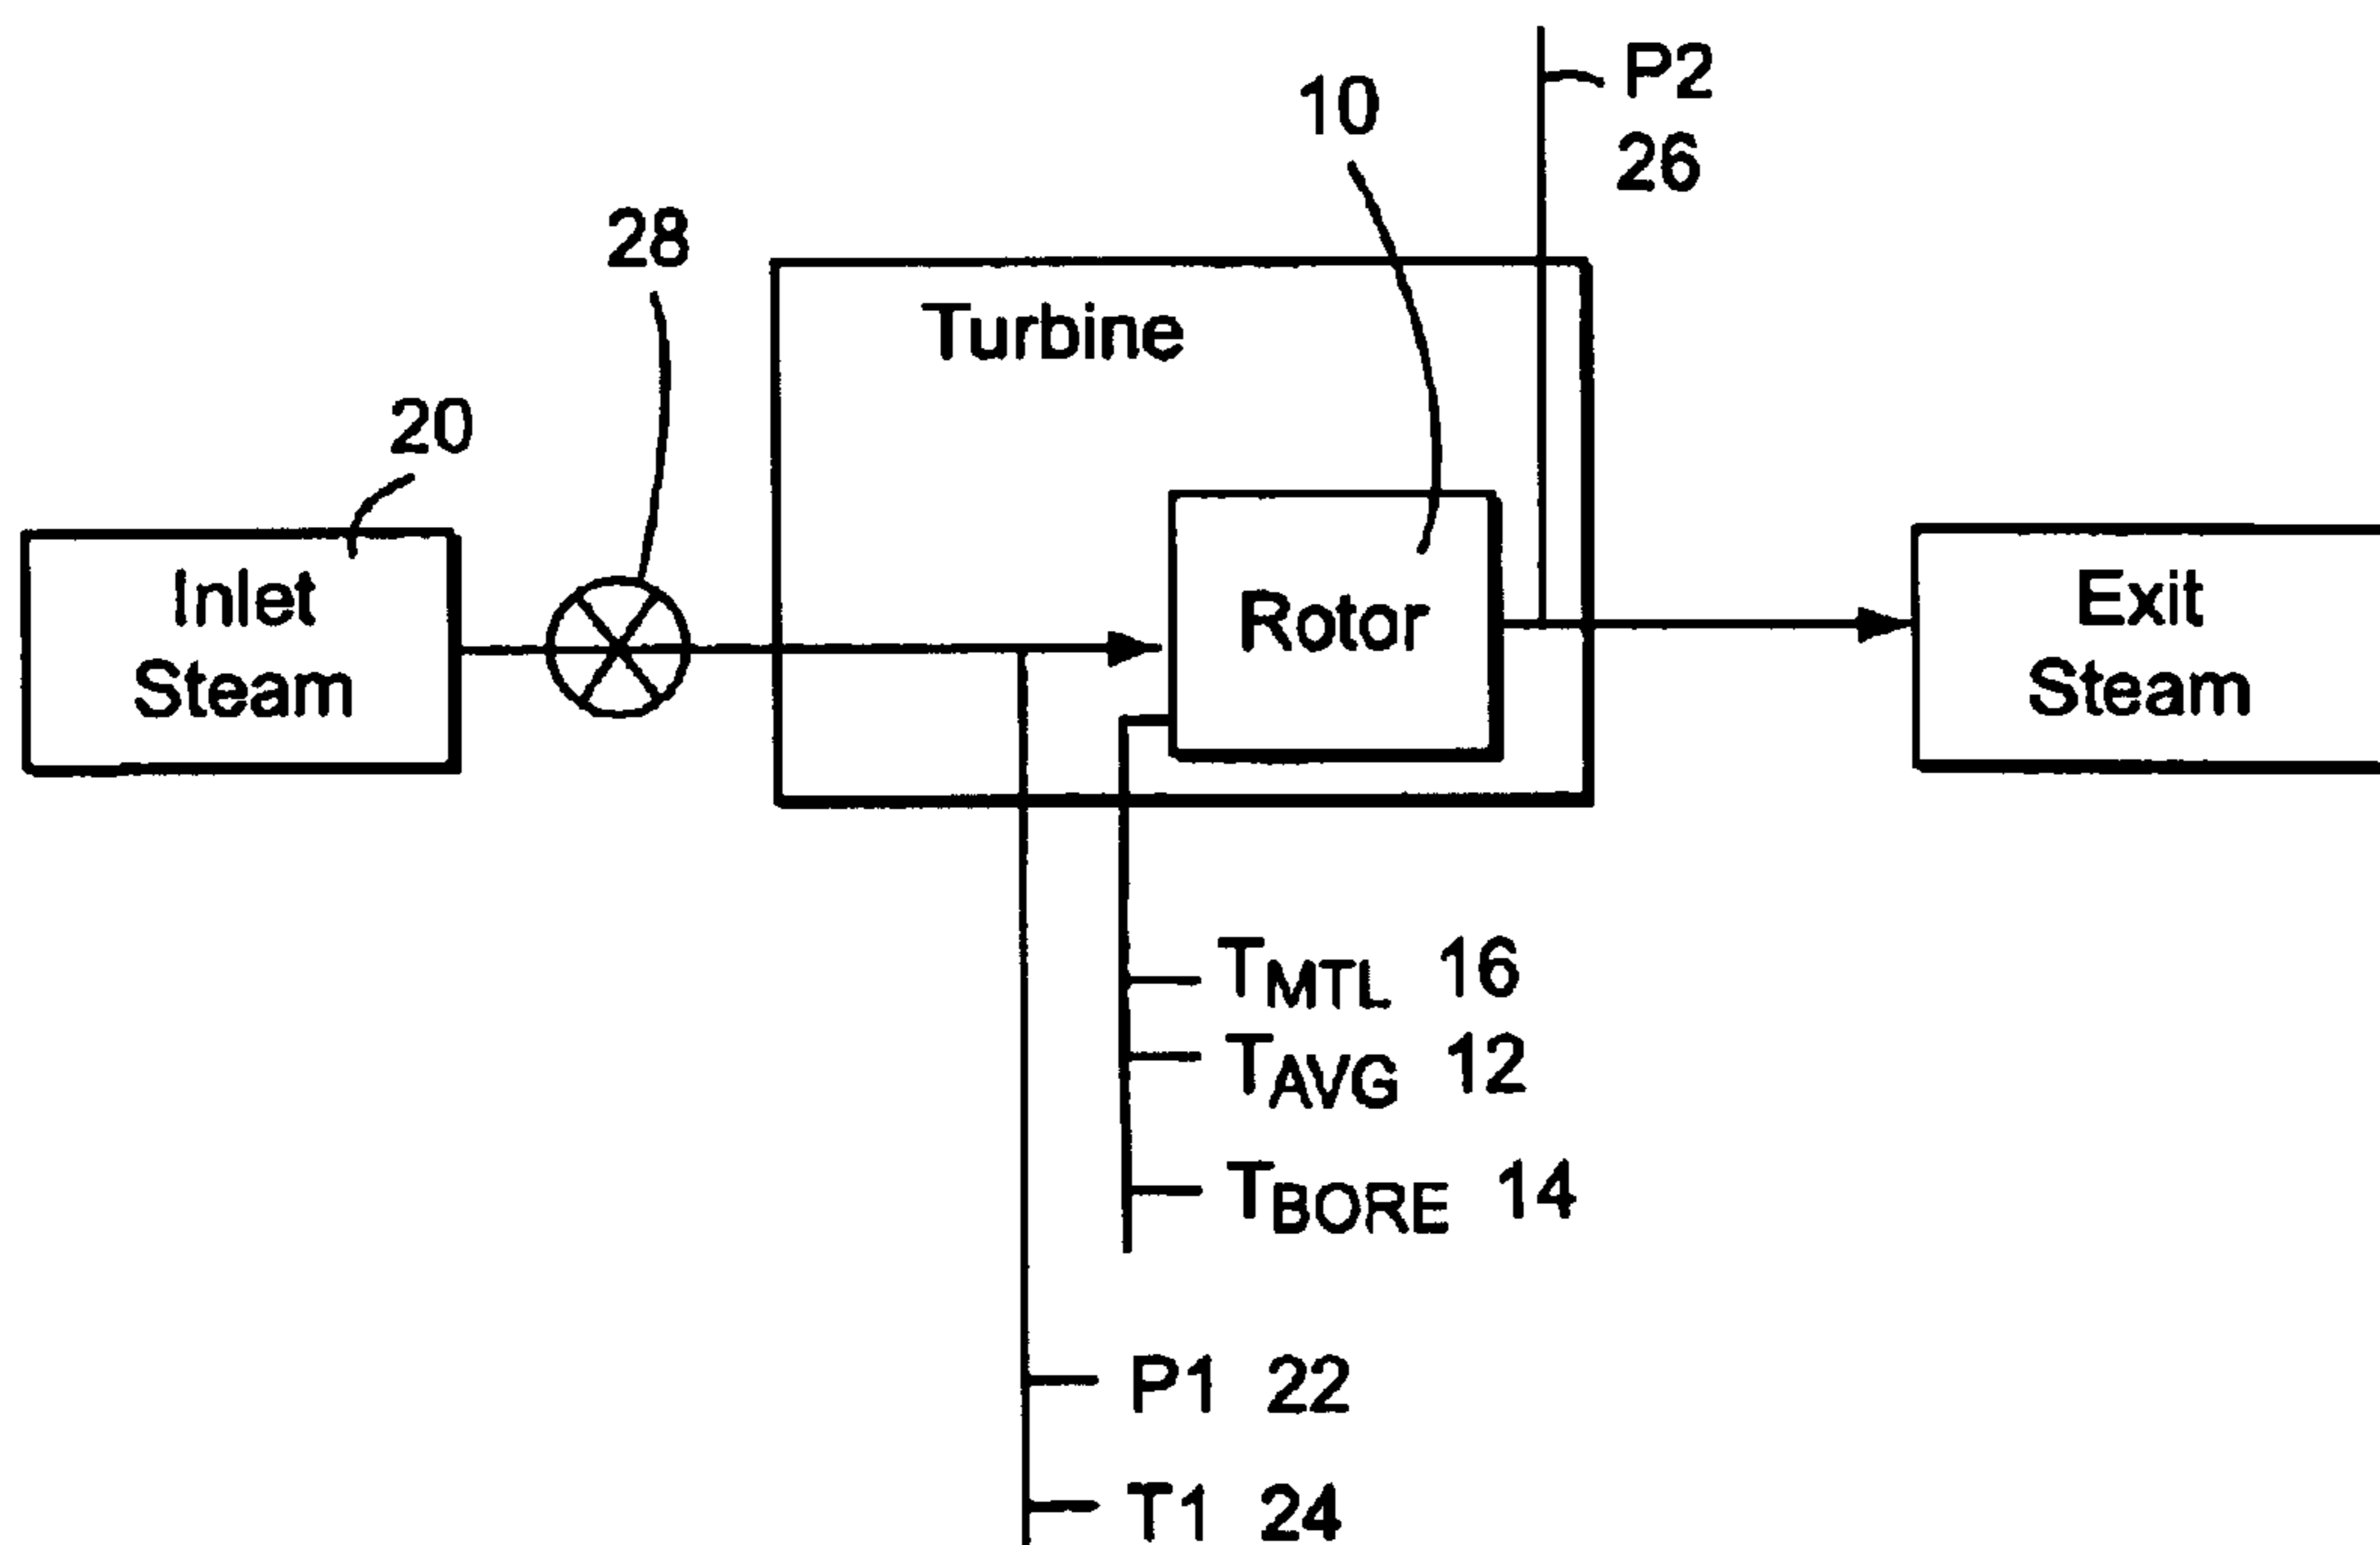 P2
26
10
28
Turbine
20
Inlet
Steam
Rotor
Exit
Steam
TMTL 16
TAVG 12
TBORE 14
P1 22
T1 24